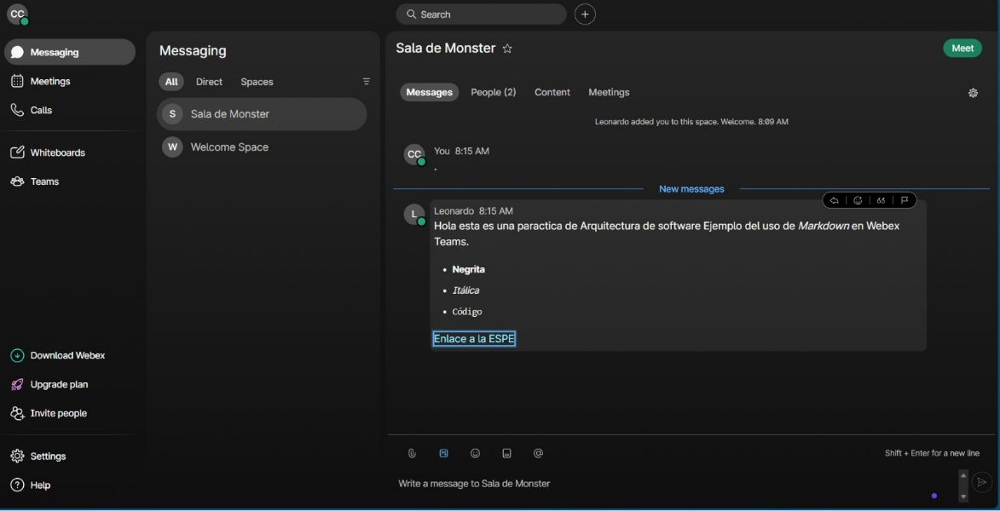 CC
Search
Messaging
Meetings
Calls
Whiteboards
Teams
Download Webex
Upgrade plan
Invite people
Settings
Help
Messaging
All Direct Spaces
S Sala de Monster
W Welcome Space
Sala de Monster
Meet
Messages People (2) Content Meetings
Leonardo added you to this space. Welcome. 8:09 AM
CC You 8:15 AM
.
New messages
L Leonardo 8:15 AM
Hola esta es una paractica de Arquitectura de software Ejemplo del uso de Markdown en Webex
Teams.
• Negrita
• Itálica
• Código
Enlace a la ESPE
Shift + Enter for a new line
Write a message to Sala de Monster